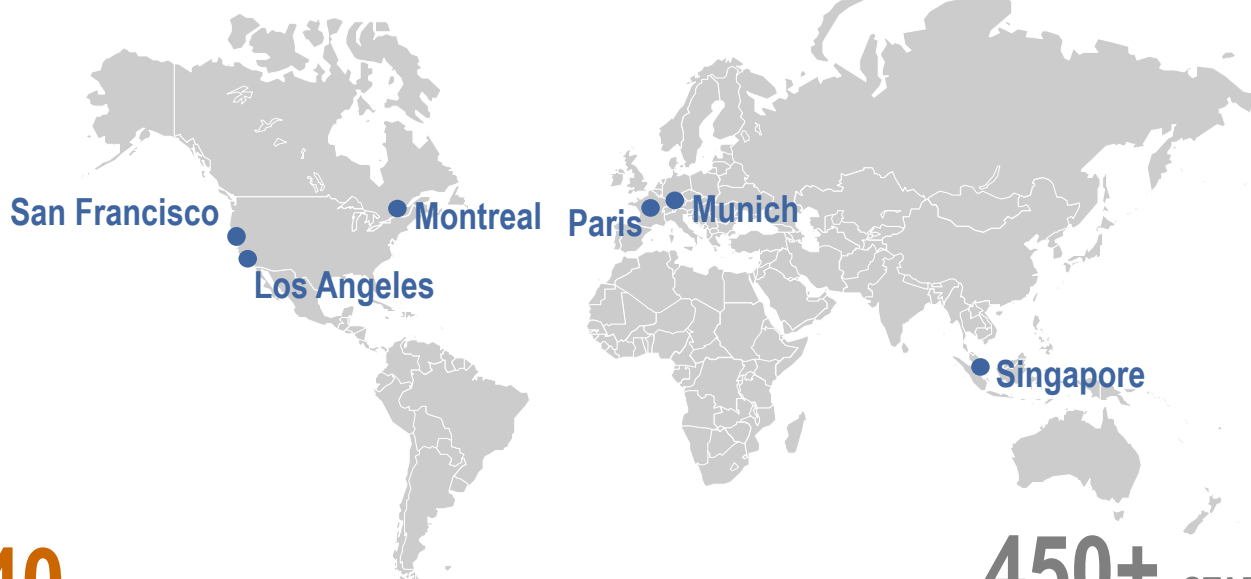 San Francisco
Montreal
Paris
Munich
Los Angeles
Singapore
450+